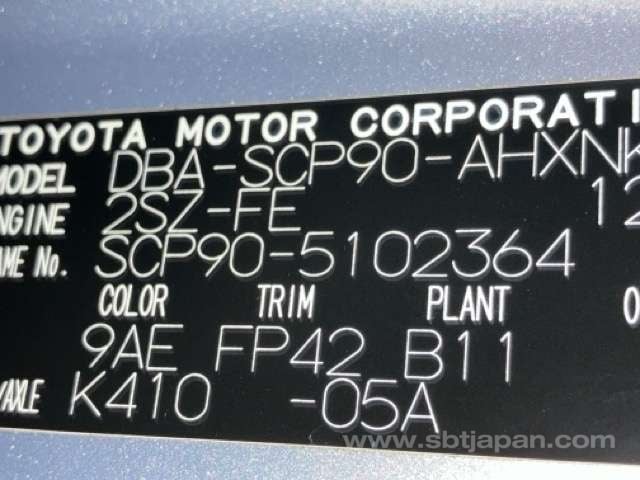 TOYOTA MOTOR CORPORATI
MODEL DBA-SCP90-AHXNK
ENGINE 2SZ-FE 12
AME No. SCP90-5102364
COLOR TRIM PLANT O
9AE FP42 B11
/AXLE K410 -05A
www.sbtjapan.com